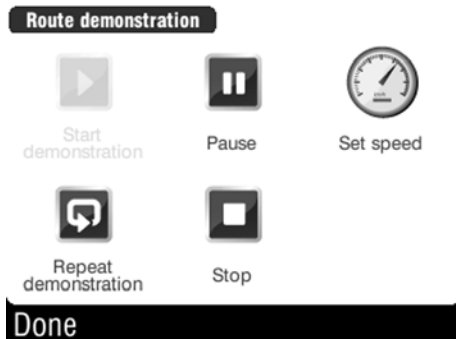 Route demonstration
Start
demonstration
Pause
Set speed
Repeat
demonstration
Stop
Done